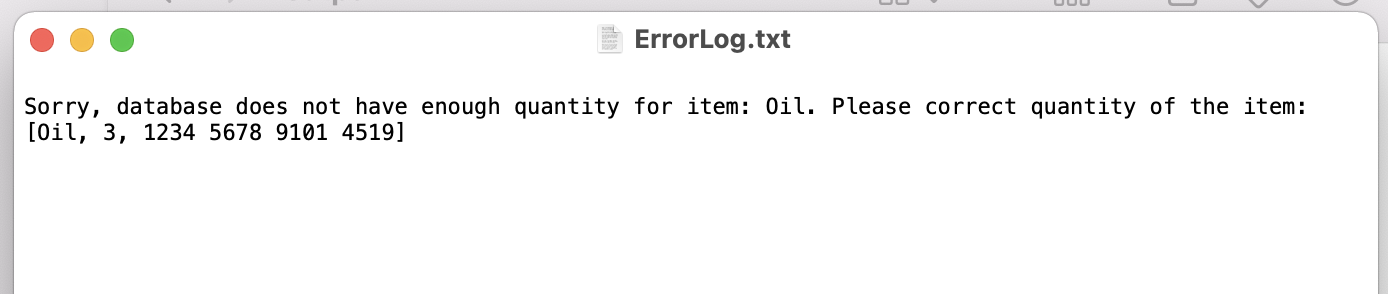 ErrorLog.txt
Sorry, database does not have enough quantity for item: Oil. Please correct quantity of the item:
[Oil, 3, 1234 5678 9101 4519]